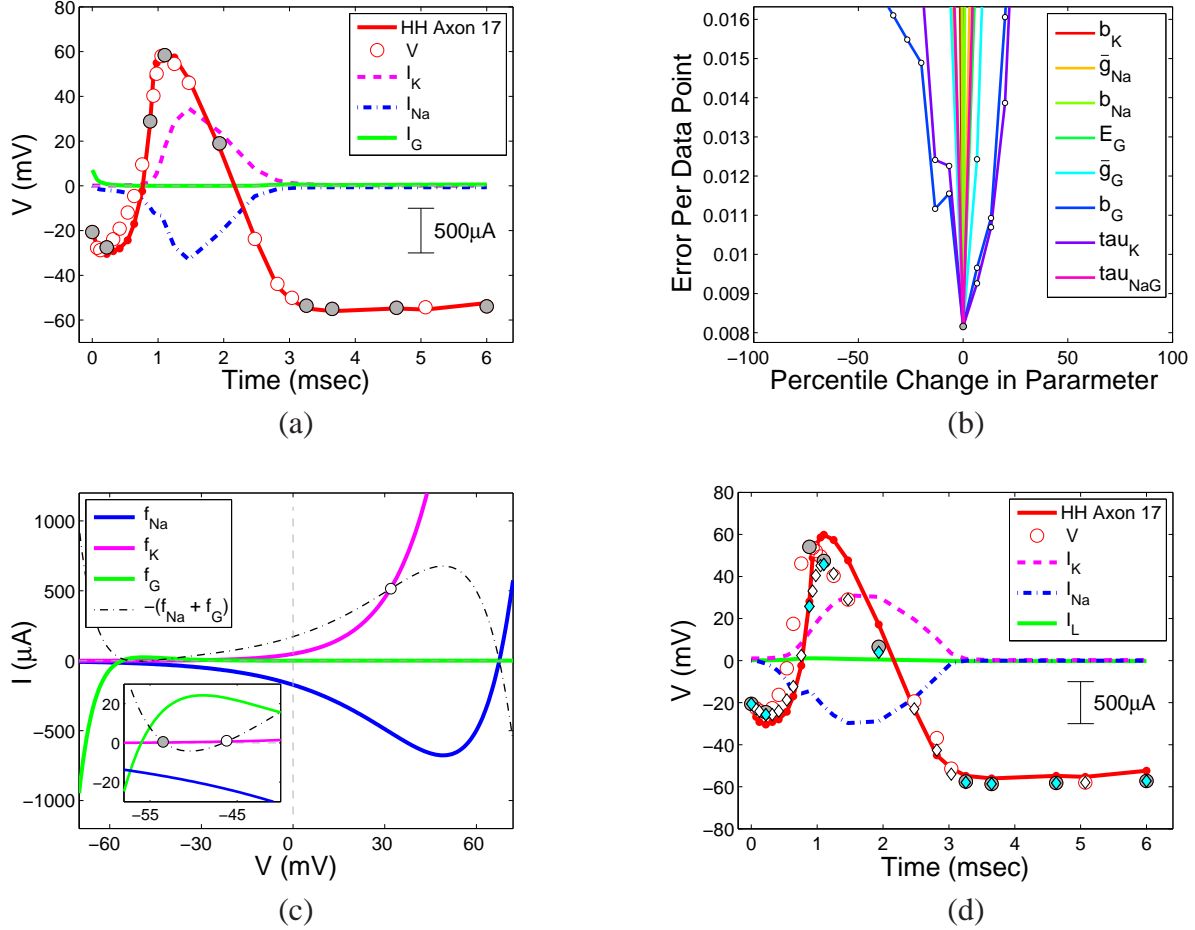 80
60
40
20
0
−20
−40
−60
V (mV)
HH Axon 17
V
I_K
I_Na
I_G
500μA
0 1 2 3 4 5 6
Time (msec)
(a)
0.016
0.015
0.014
0.013
0.012
0.011
0.01
0.009
0.008
Error Per Data Point
b_K
g̅_Na
b_Na
E_G
g̅_G
b_G
tau_K
tau_NaG
−100 −50 0 50 100
Percentile Change in Pararmeter
(b)
1000
500
0
−500
−1000
I (μA)
f_Na
f_K
f_G
−(f_Na + f_G)
20
0
−20
−55 −45
−60 −30 0 30 60
V (mV)
(c)
80
60
40
20
0
−20
−40
−60
−80
V (mV)
HH Axon 17
V
I_K
I_Na
I_L
500μA
0 1 2 3 4 5 6
Time (msec)
(d)